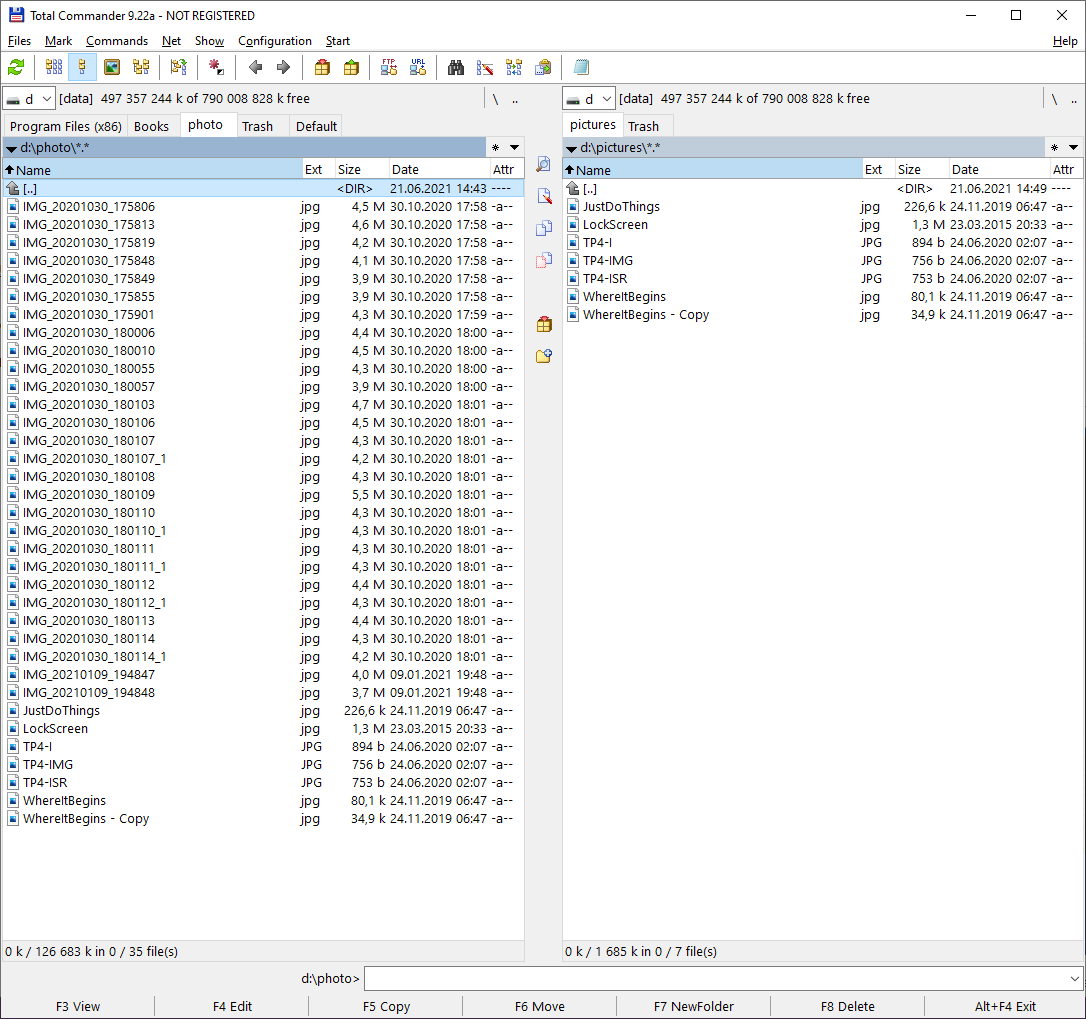 Total Commander 9.22a - NOT REGISTERED
Files Mark Commands Net Show Configuration Start Help
FTP URL
d [data] 497 357 244 k of 790 008 828 k free \ ..
Program Files (x86) Books photo Trash Default
d:\photo\*.* * 
Name Ext Size Date Attr
[..] <DIR> 21.06.2021 14:43 ----
IMG_20201030_175806 jpg 4,5 M 30.10.2020 17:58 -a--
IMG_20201030_175813 jpg 4,6 M 30.10.2020 17:58 -a--
IMG_20201030_175819 jpg 4,2 M 30.10.2020 17:58 -a--
IMG_20201030_175848 jpg 4,1 M 30.10.2020 17:58 -a--
IMG_20201030_175849 jpg 3,9 M 30.10.2020 17:58 -a--
IMG_20201030_175855 jpg 3,9 M 30.10.2020 17:58 -a--
IMG_20201030_175901 jpg 4,3 M 30.10.2020 17:59 -a--
IMG_20201030_180006 jpg 4,4 M 30.10.2020 18:00 -a--
IMG_20201030_180010 jpg 4,5 M 30.10.2020 18:00 -a--
IMG_20201030_180055 jpg 4,3 M 30.10.2020 18:00 -a--
IMG_20201030_180057 jpg 3,9 M 30.10.2020 18:00 -a--
IMG_20201030_180103 jpg 4,7 M 30.10.2020 18:01 -a--
IMG_20201030_180106 jpg 4,5 M 30.10.2020 18:01 -a--
IMG_20201030_180107 jpg 4,3 M 30.10.2020 18:01 -a--
IMG_20201030_180107_1 jpg 4,2 M 30.10.2020 18:01 -a--
IMG_20201030_180108 jpg 4,3 M 30.10.2020 18:01 -a--
IMG_20201030_180109 jpg 5,5 M 30.10.2020 18:01 -a--
IMG_20201030_180110 jpg 4,3 M 30.10.2020 18:01 -a--
IMG_20201030_180110_1 jpg 4,3 M 30.10.2020 18:01 -a--
IMG_20201030_180111 jpg 4,3 M 30.10.2020 18:01 -a--
IMG_20201030_180111_1 jpg 4,3 M 30.10.2020 18:01 -a--
IMG_20201030_180112 jpg 4,4 M 30.10.2020 18:01 -a--
IMG_20201030_180112_1 jpg 4,3 M 30.10.2020 18:01 -a--
IMG_20201030_180113 jpg 4,4 M 30.10.2020 18:01 -a--
IMG_20201030_180114 jpg 4,3 M 30.10.2020 18:01 -a--
IMG_20201030_180114_1 jpg 4,2 M 30.10.2020 18:01 -a--
IMG_20210109_194847 jpg 4,0 M 09.01.2021 19:48 -a--
IMG_20210109_194848 jpg 3,7 M 09.01.2021 19:48 -a--
JustDoThings jpg 226,6 k 24.11.2019 06:47 -a--
LockScreen jpg 1,3 M 23.03.2015 20:33 -a--
TP4-I JPG 894 b 24.06.2020 02:07 -a--
TP4-IMG JPG 756 b 24.06.2020 02:07 -a--
TP4-ISR JPG 753 b 24.06.2020 02:07 -a--
WhereItBegins jpg 80,1 k 24.11.2019 06:47 -a--
WhereItBegins - Copy jpg 34,9 k 24.11.2019 06:47 -a--
0 k / 126 683 k in 0 / 35 file(s)
d [data] 497 357 244 k of 790 008 828 k free \ ..
pictures Trash
d:\pictures\*.* *
Name Ext Size Date Attr
[..] <DIR> 21.06.2021 14:49 ----
JustDoThings jpg 226,6 k 24.11.2019 06:47 -a--
LockScreen jpg 1,3 M 23.03.2015 20:33 -a--
TP4-I JPG 894 b 24.06.2020 02:07 -a--
TP4-IMG JPG 756 b 24.06.2020 02:07 -a--
TP4-ISR JPG 753 b 24.06.2020 02:07 -a--
WhereItBegins jpg 80,1 k 24.11.2019 06:47 -a--
WhereItBegins - Copy jpg 34,9 k 24.11.2019 06:47 -a--
0 k / 1 685 k in 0 / 7 file(s)
d:\photo>
F3 View F4 Edit F5 Copy F6 Move F7 NewFolder F8 Delete Alt+F4 Exit